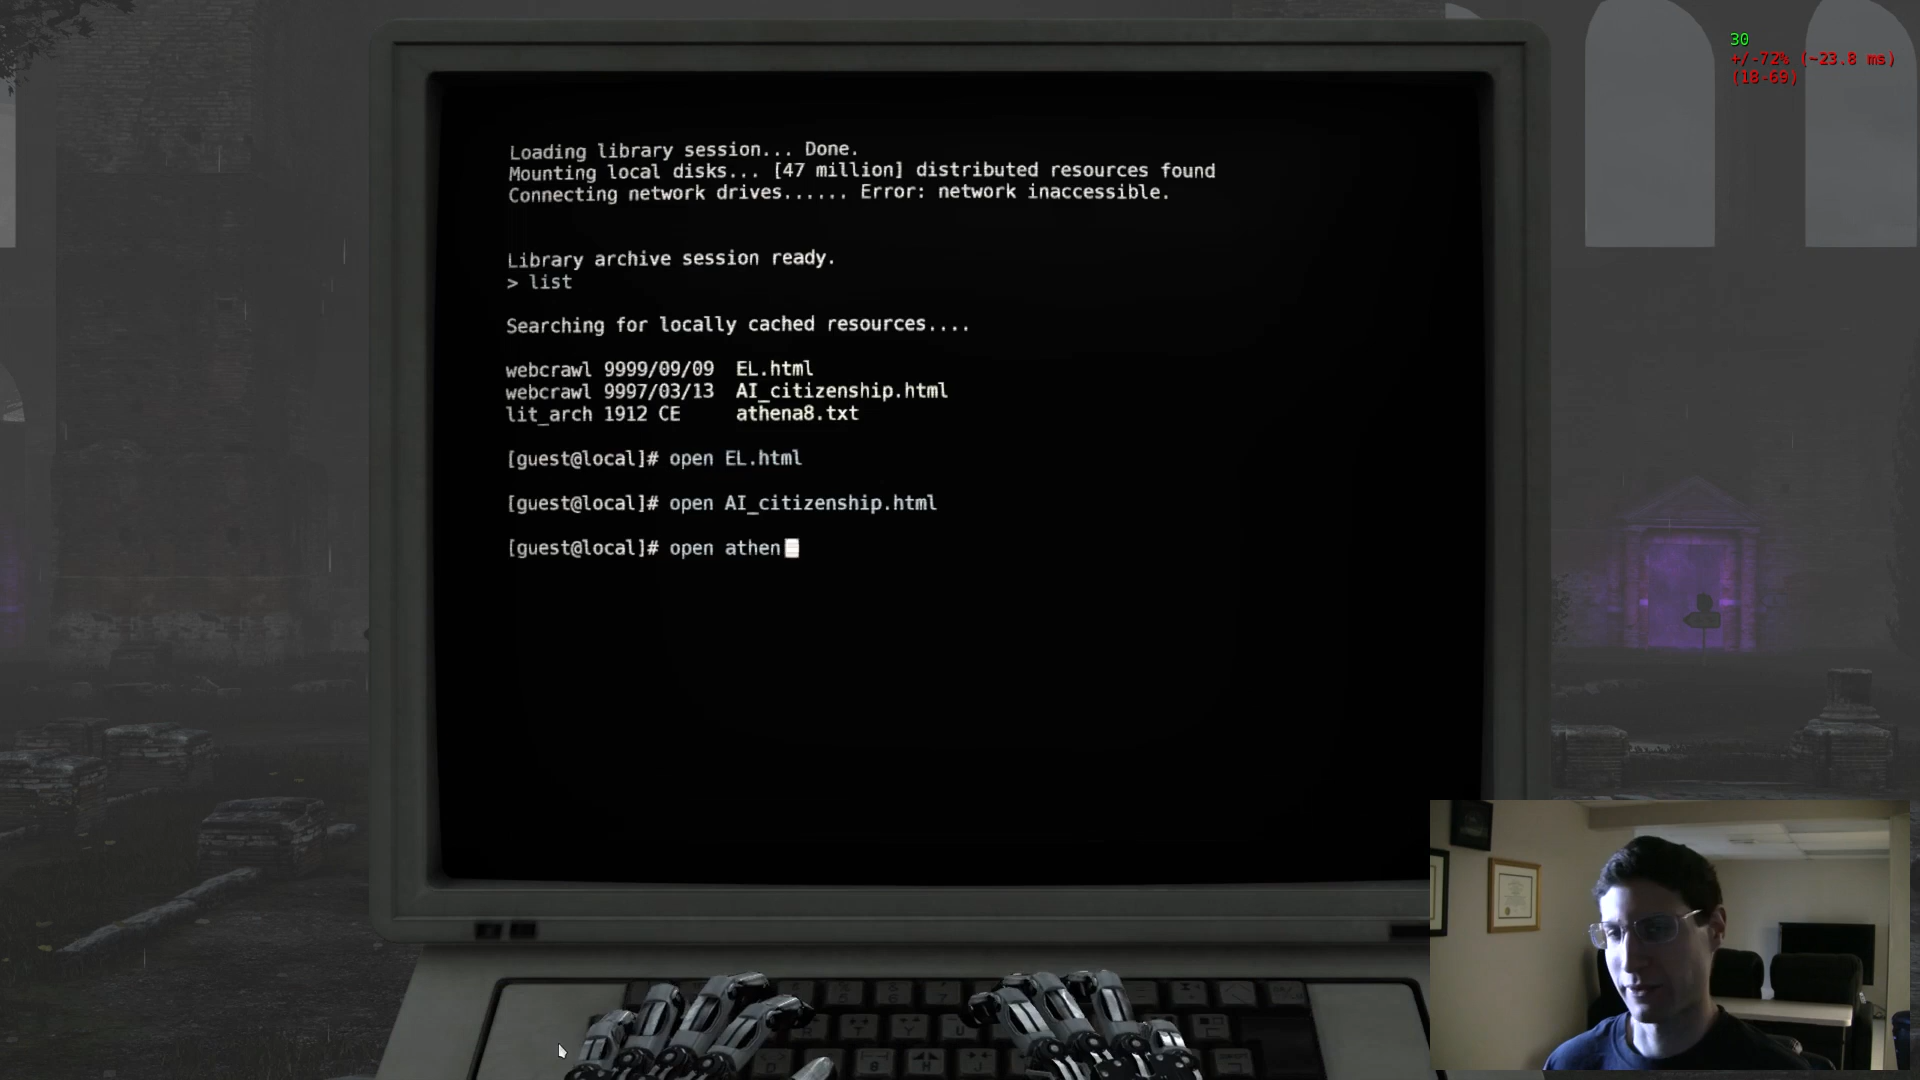 30
+/-72% (~23.8 ms)
(18-69)
Loading library session... Done.
Mounting local disks... [47 million] distributed resources found
Connecting network drives...... Error: network inaccessible.
Library archive session ready.
> list
Searching for locally cached resources....
webcrawl 9999/09/09  EL.html
webcrawl 9997/03/13  AI_citizenship.html
lit_arch 1912 CE     athena8.txt
[guest@local]# open EL.html
[guest@local]# open AI_citizenship.html
[guest@local]# open athen